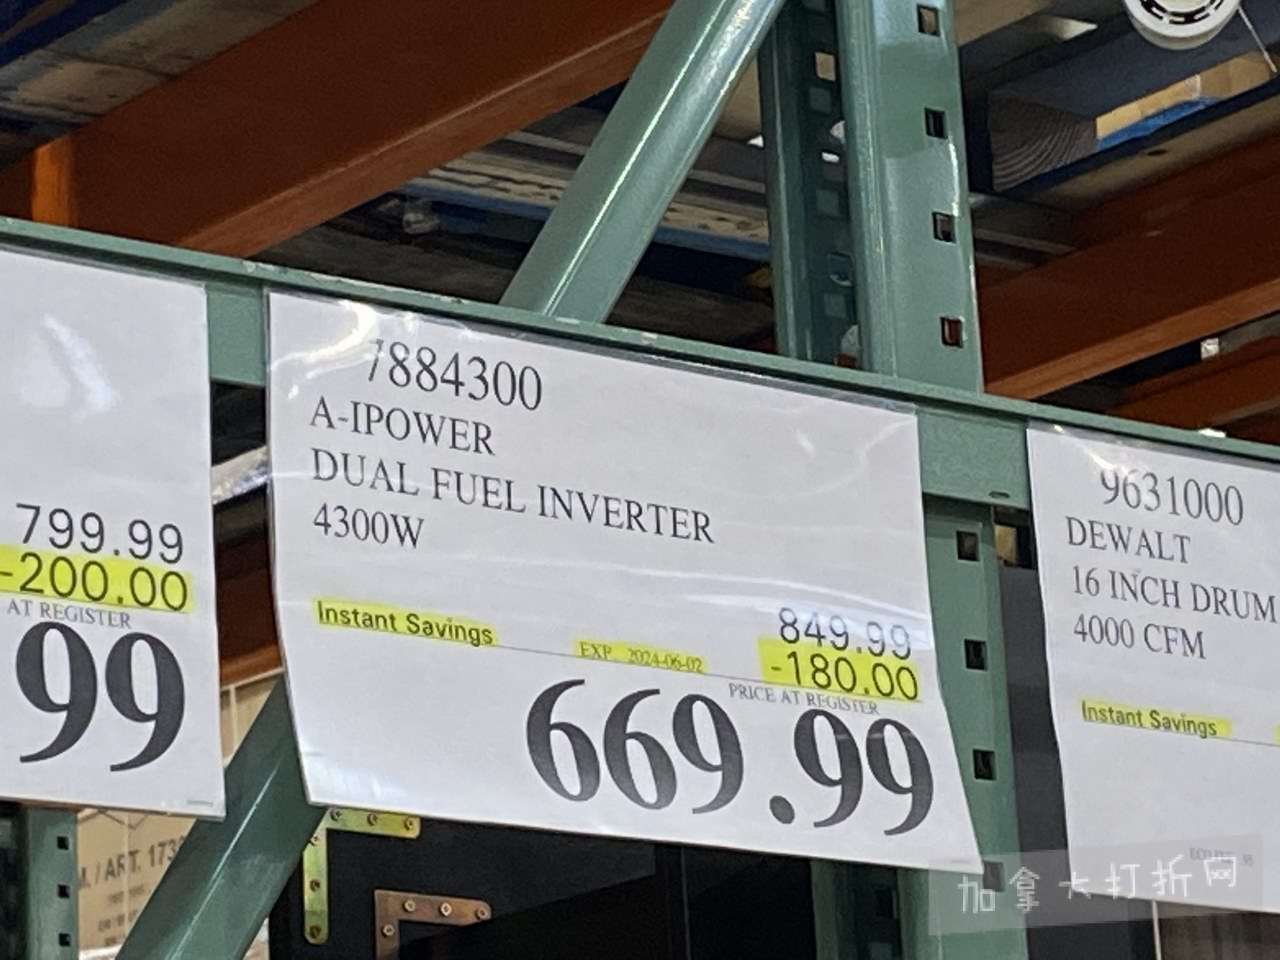 799.99
-200.00
AT REGISTER
99
7884300
A-IPOWER
DUAL FUEL INVERTER
4300W
Instant Savings
EXP. 2024-06-02
849.99
-180.00
PRICE AT REGISTER
669.99
9631000
DEWALT
16 INCH DRUM
4000 CFM
Instant Savings
M. / ART. 173
加拿大打折网